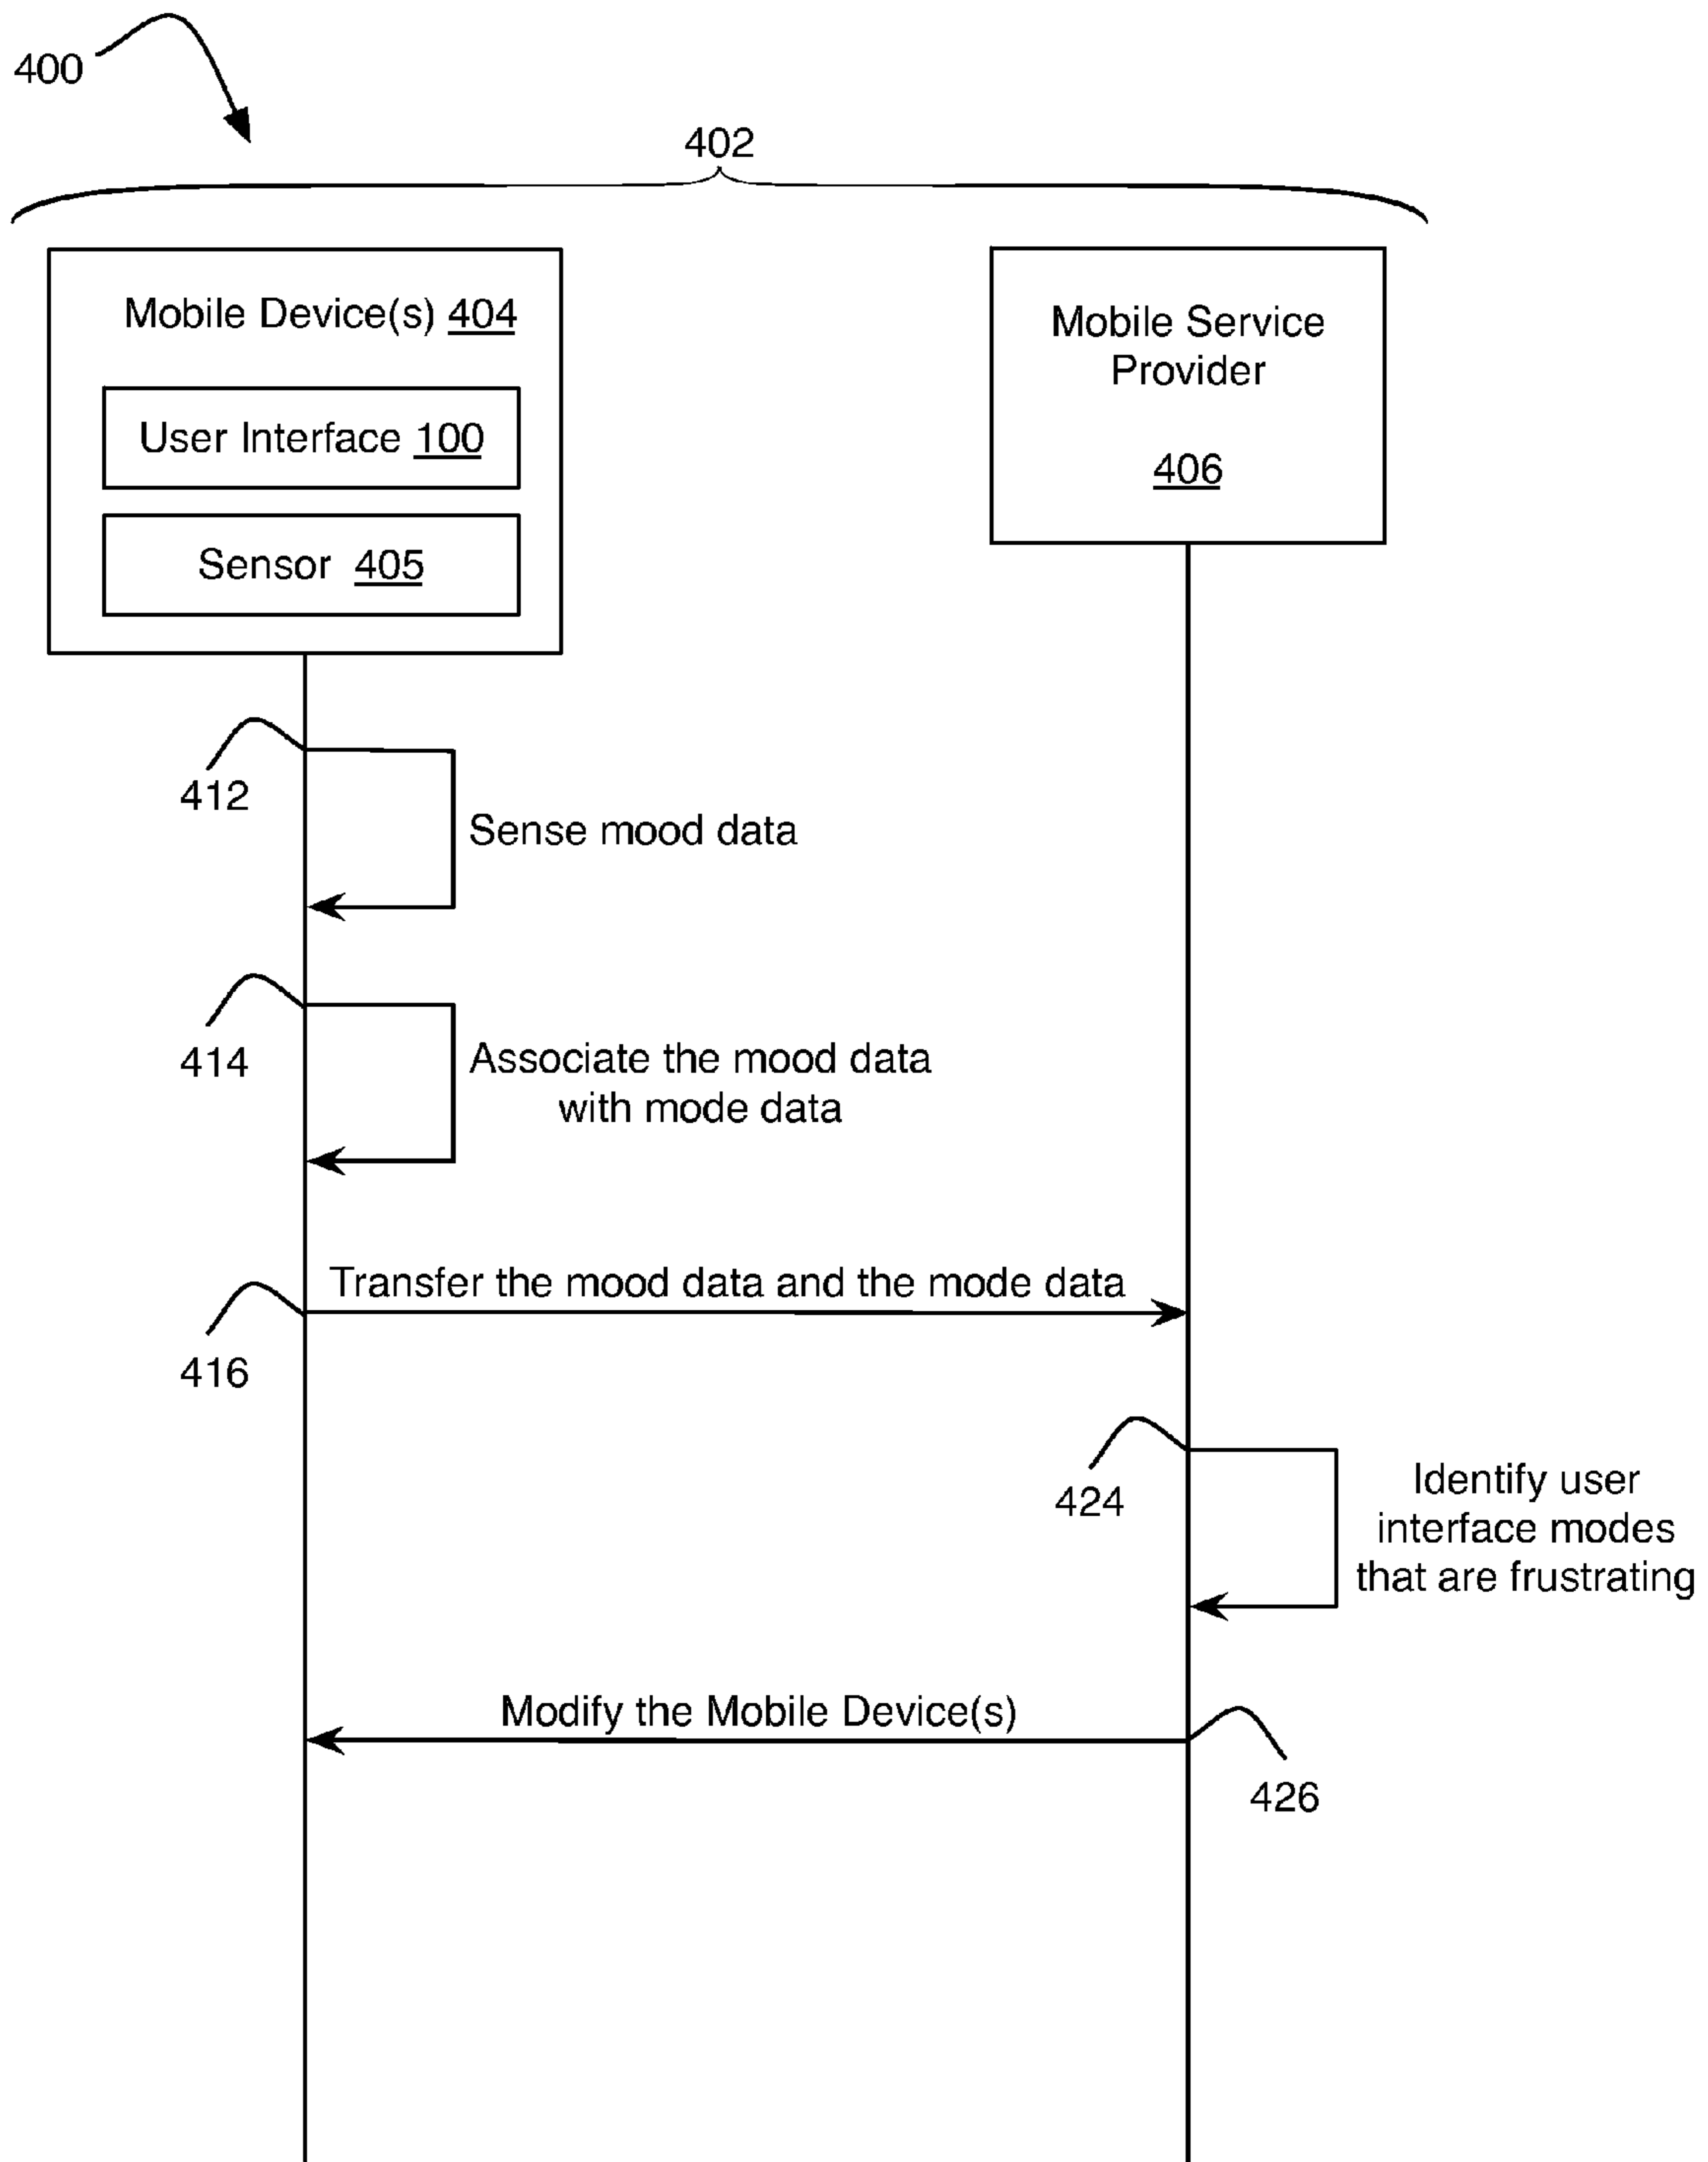 400
402
Mobile Device(s) 404
User Interface 100
Sensor 405
Mobile Service
Provider
406
412
Sense mood data
414
Associate the mood data
with mode data
Transfer the mood data and the mode data
416
424
Identify user
interface modes
that are frustrating
Modify the Mobile Device(s)
426